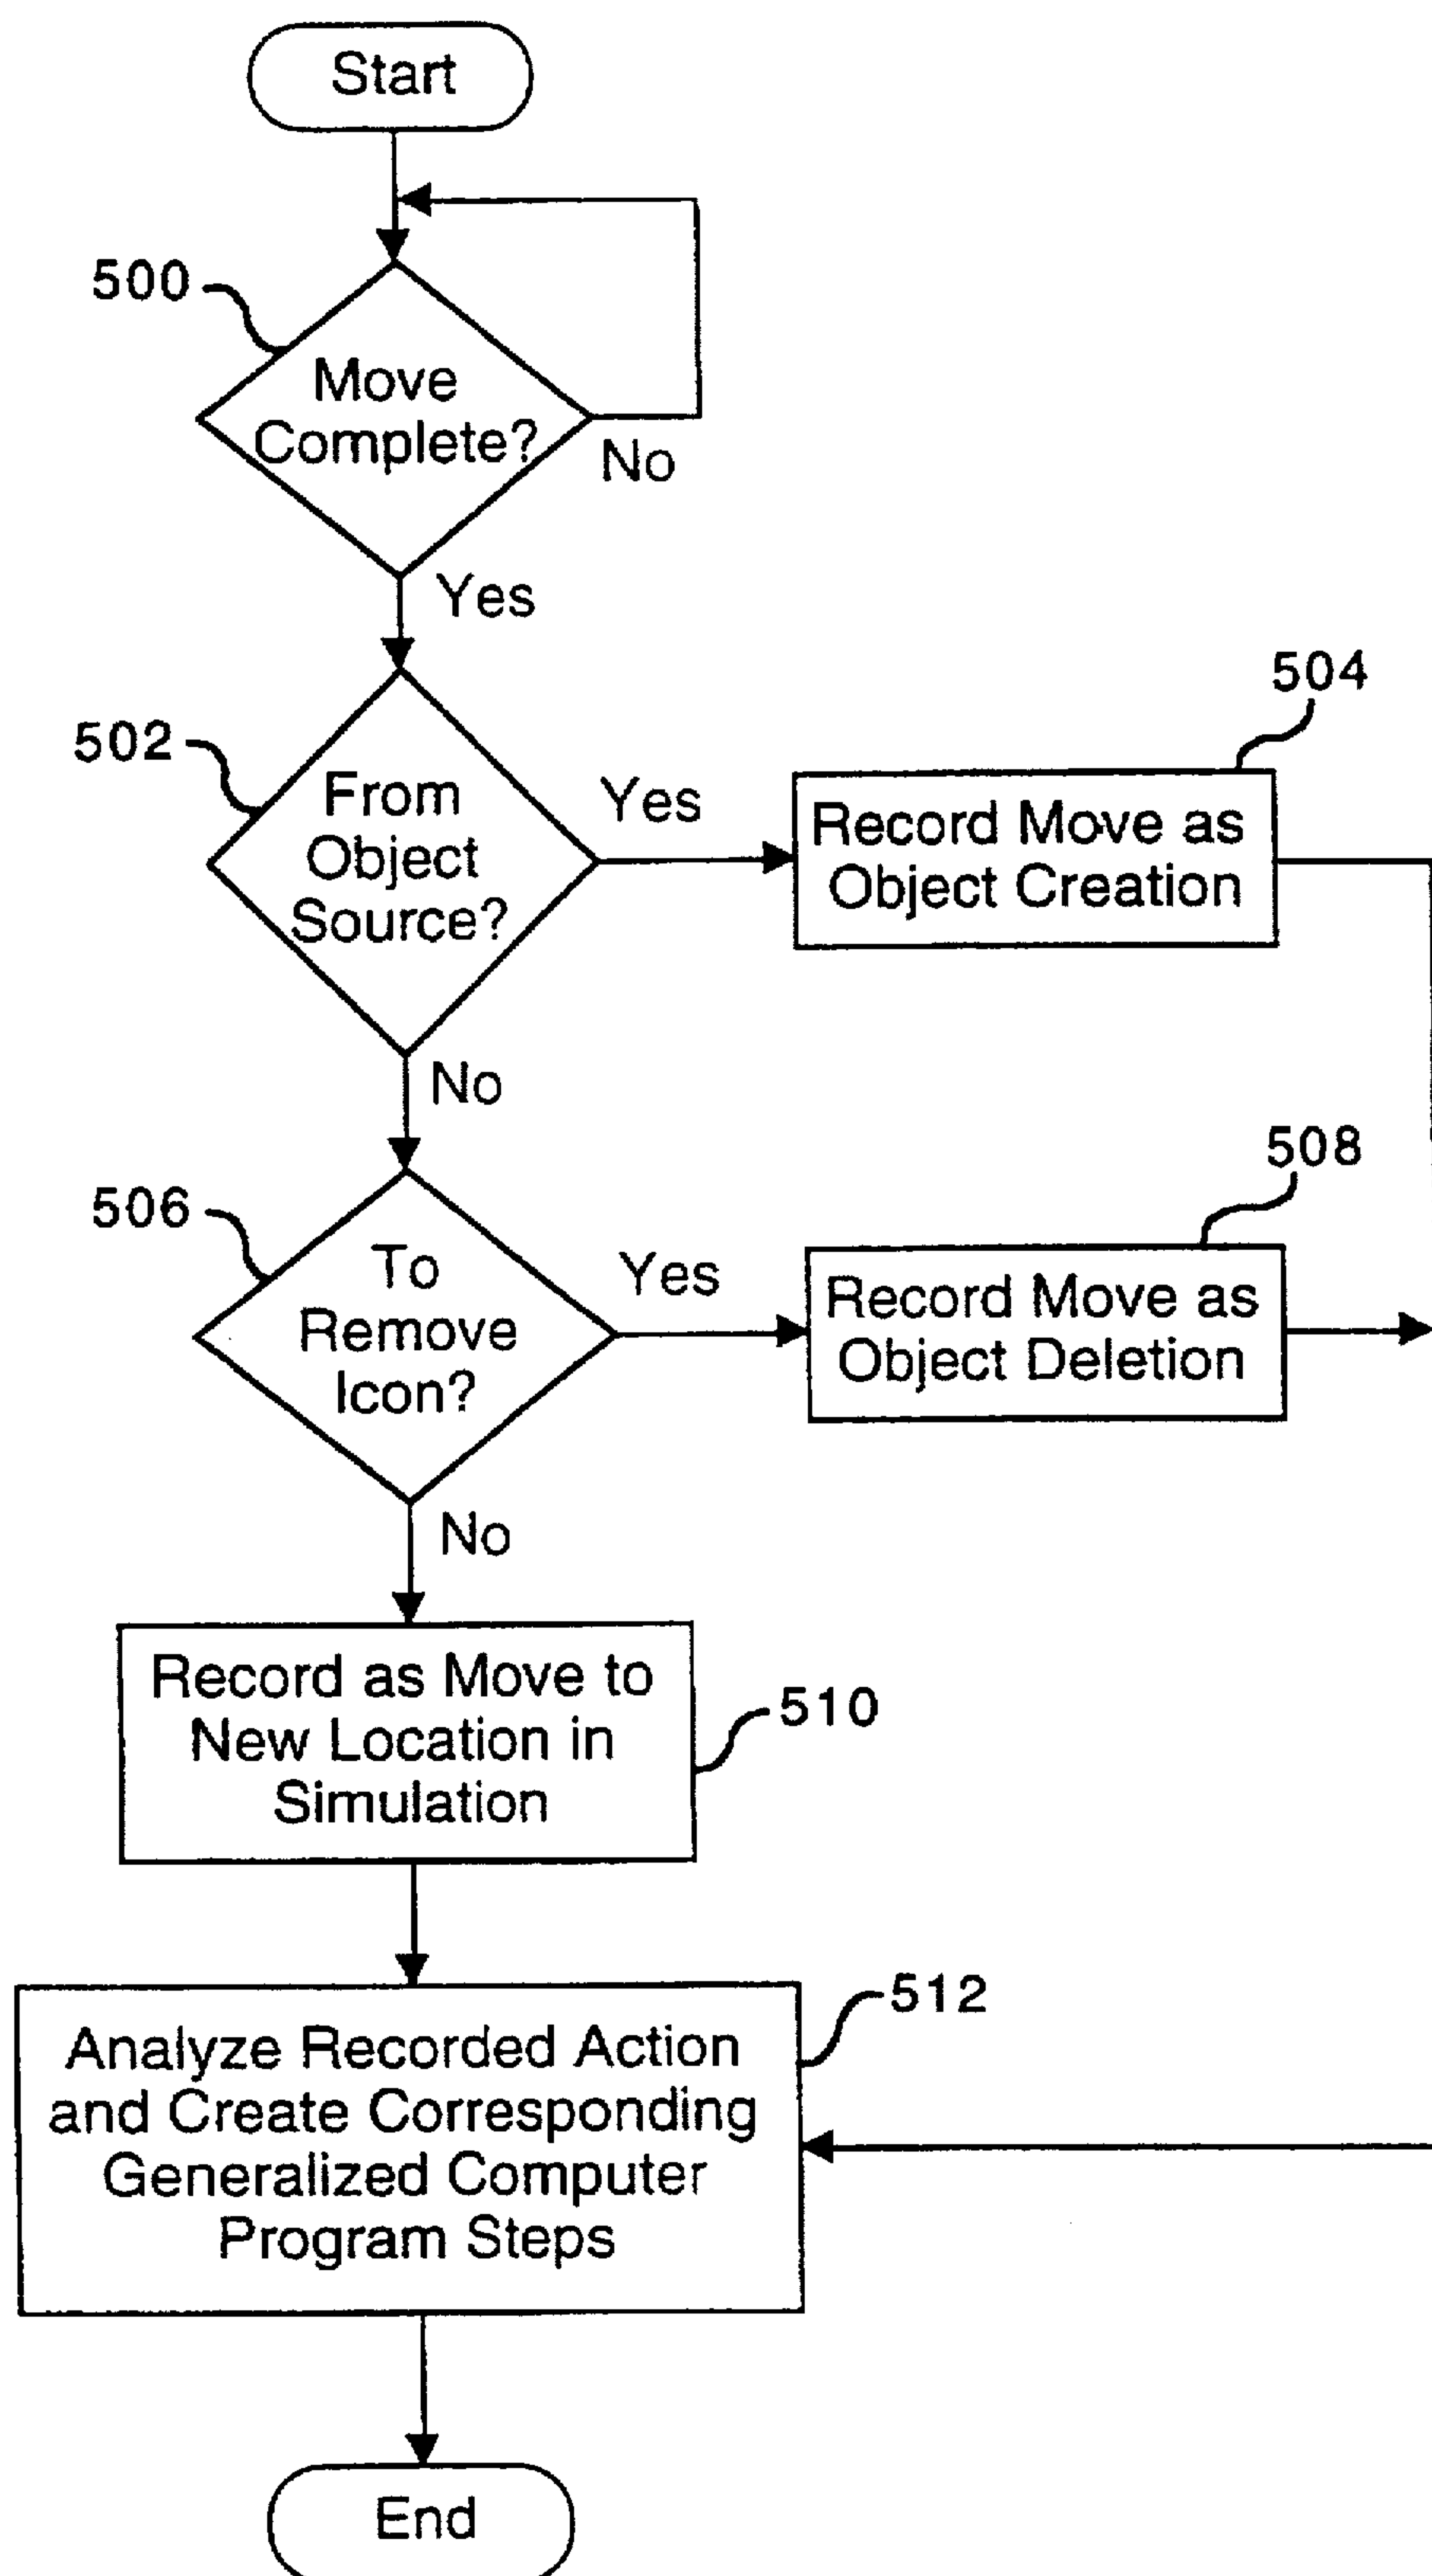 Start
500
Move
Complete?
No
Yes
502
From
Object
Source?
Yes
504
Record Move as
Object Creation
No
506
To
Remove
Icon?
Yes
508
Record Move as
Object Deletion
No
Record as Move to
New Location in
Simulation
510
512
Analyze Recorded Action
and Create Corresponding
Generalized Computer
Program Steps
End